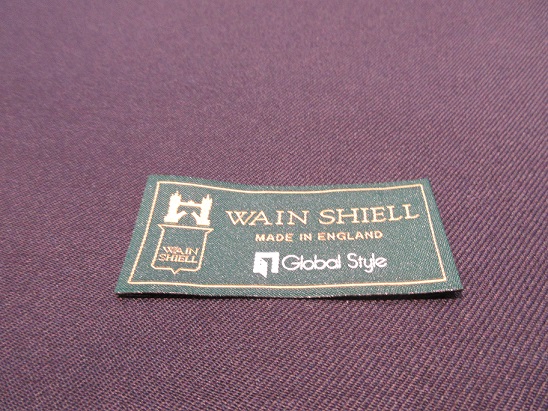 WAIN SHIELL
MADE IN ENGLAND
Global Style
WAIN
SHIELL